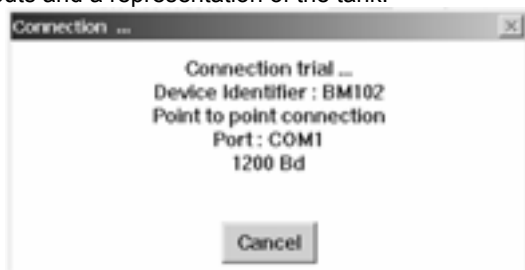 and a representation of the tank.
Connection ...
Connection trial ...
Device Identifier : BM102
Point to point connection
Port : COM1
1200 Bd
Cancel